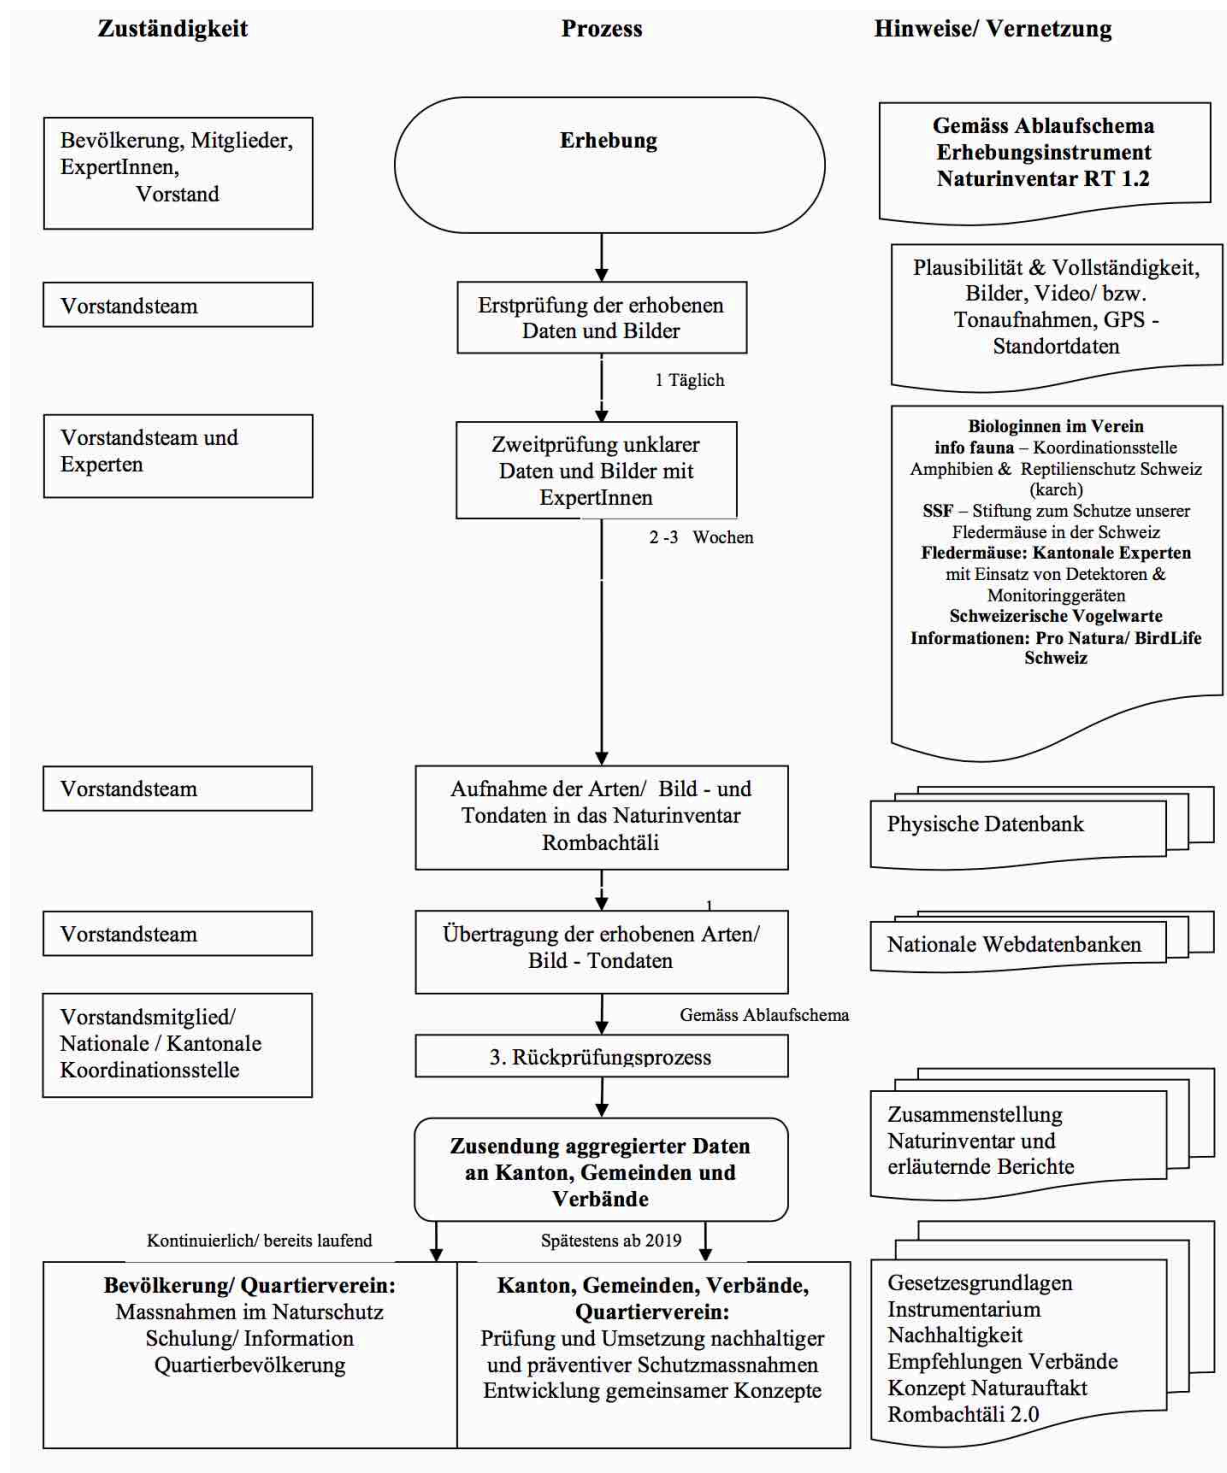 Zuständigkeit
Prozess
Hinweise/ Vernetzung
Bevölkerung, Mitglieder,
ExpertInnen,
Vorstand
Erhebung
Gemäss Ablaufschema
Erhebungsinstrument
Naturinventar RT 1.2
Vorstandsteam
Erstprüfung der erhobenen
Daten und Bilder
Plausibilität & Vollständigkeit,
Bilder, Video/ bzw.
Tonaufnahmen, GPS -
Standortdaten
1 Täglich
Vorstandsteam und
Experten
Zweitprüfung unklarer
Daten und Bilder mit
ExpertInnen
Biologinnen im Verein
info fauna – Koordinationsstelle
Amphibien & Reptilienschutz Schweiz
(karch)
SSF – Stiftung zum Schutze unserer
Fledermäuse in der Schweiz
Fledermäuse: Kantonale Experten
mit Einsatz von Detektoren &
Monitoringgeräten
Schweizerische Vogelwarte
Informationen: Pro Natura/ BirdLife
Schweiz
2 -3 Wochen
Vorstandsteam
Aufnahme der Arten/ Bild - und
Tondaten in das Naturinventar
Rombachtäli
Physische Datenbank
1
Vorstandsteam
Übertragung der erhobenen Arten/
Bild - Tondaten
Nationale Webdatenbanken
Gemäss Ablaufschema
Vorstandsmitglied/
Nationale / Kantonale
Koordinationsstelle
3. Rückprüfungsprozess
Zusendung aggregierter Daten
an Kanton, Gemeinden und
Verbände
Zusammenstellung
Naturinventar und
erläuternde Berichte
Kontinuierlich/ bereits laufend
Spätestens ab 2019
Bevölkerung/ Quartierverein:
Massnahmen im Naturschutz
Schulung/ Information
Quartierbevölkerung
Kanton, Gemeinden, Verbände,
Quartierverein:
Prüfung und Umsetzung nachhaltiger
und präventiver Schutzmassnahmen
Entwicklung gemeinsamer Konzepte
Gesetzesgrundlagen
Instrumentarium
Nachhaltigkeit
Empfehlungen Verbände
Konzept Naturauftakt
Rombachtäli 2.0